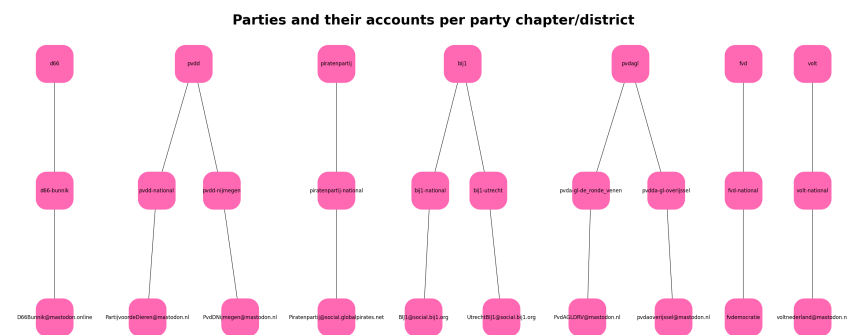 Parties and their accounts per party chapter/district
d66
pvdd
piratenpartij
bij1
pvdagl
fvd
volt
d66-bunnik
pvdd-national
pvdd-nijmegen
piratenpartij-national
bij1-national
bij1-utrecht
pvda-gl-de_ronde_venen
pvdda-gl-overijssel
fvd-national
volt-national
D66Bunnik@mastodon.online
PartijvoordeDieren@mastodon.nl
PvdDNijmegen@mastodon.nl
Piratenpartij@social.globalpirates.net
BIJ1@social.bij1.org
UtrechtBIJ1@social.bij1.org
PvdAGLDRV@mastodon.nl
pvdaoverijssel@mastodon.nl
fvdemocratie
voltnederland@mastodon.n